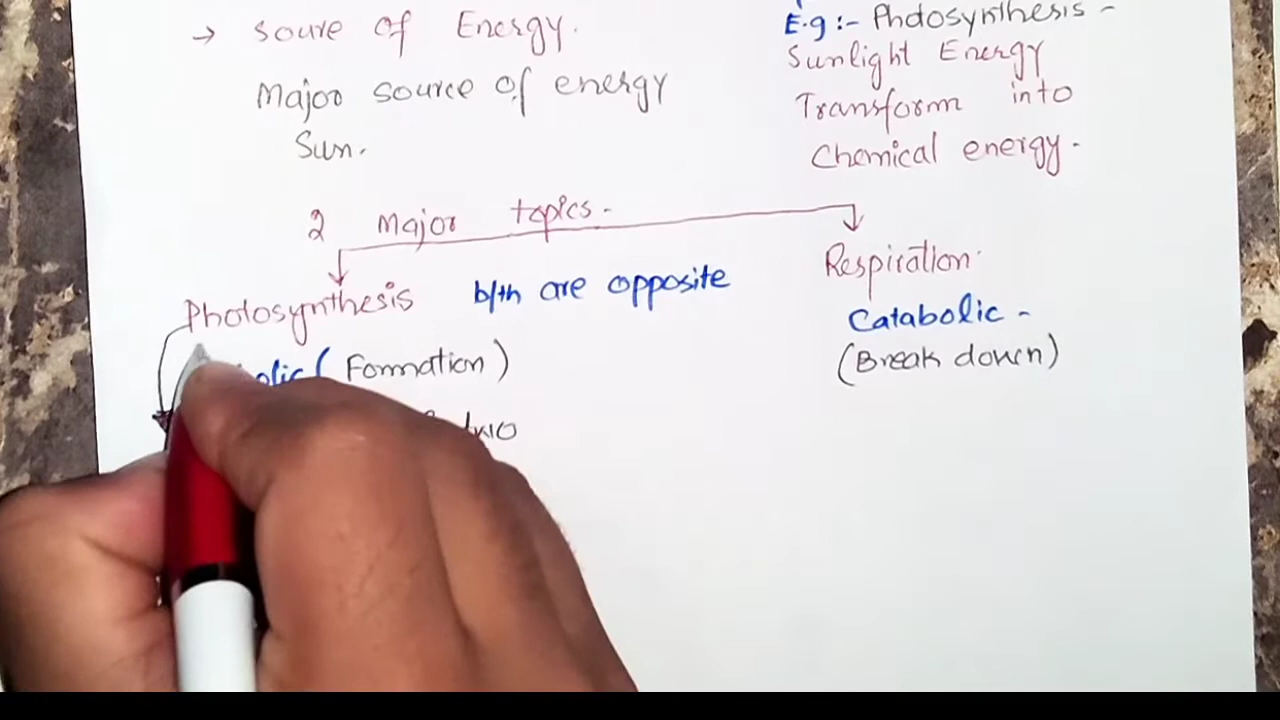 → Soure of Energy.
Major source of energy
Sun.
E.g :- Photosynthesis -
Sunlight Energy
Transform into
Chemical energy.
2 Major topics.
Photosynthesis b/th are opposite Respiration
(Formation) Catabolic -
(Break down)